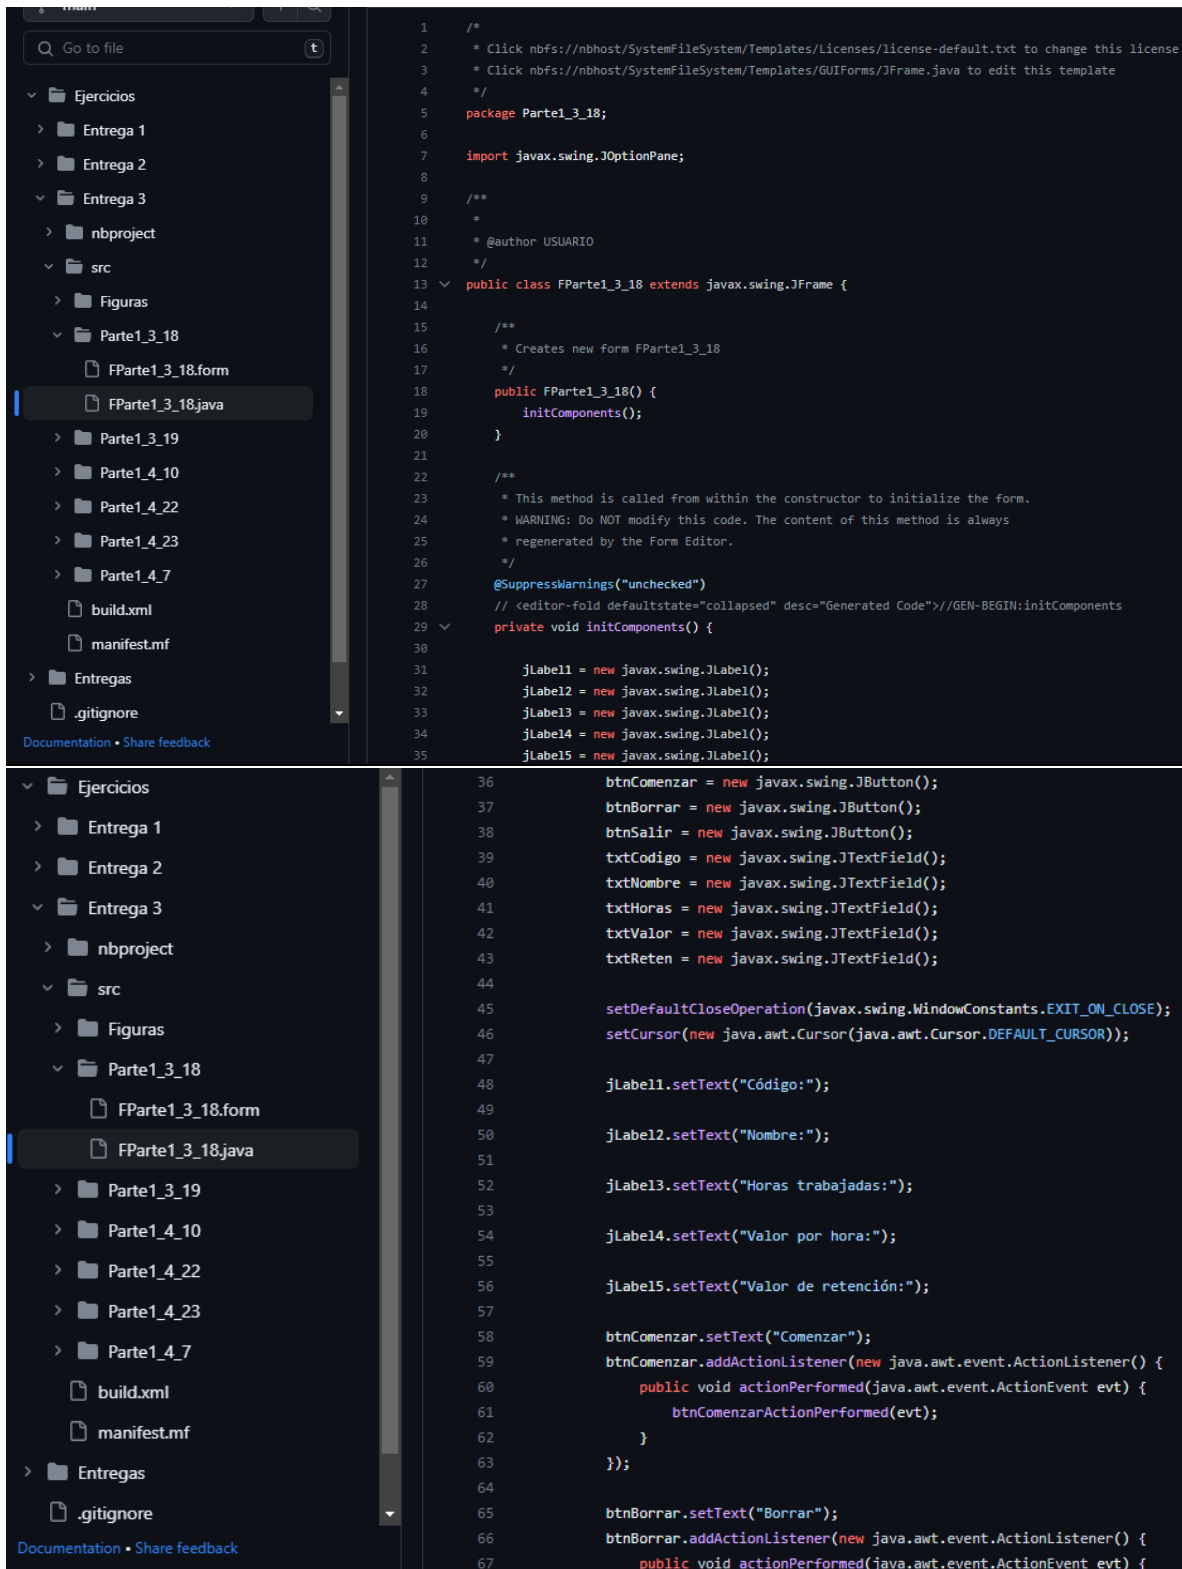 main
Go to file
t
Ejercicios
Entrega 1
Entrega 2
Entrega 3
nbproject
src
Figuras
Parte1_3_18
FParte1_3_18.form
FParte1_3_18.java
Parte1_3_19
Parte1_4_10
Parte1_4_22
Parte1_4_23
Parte1_4_7
build.xml
manifest.mf
Entregas
.gitignore
Documentation • Share feedback
1 /*
2  * Click nbfs://nbhost/SystemFileSystem/Templates/Licenses/license-default.txt to change this license
3  * Click nbfs://nbhost/SystemFileSystem/Templates/GUIForms/JFrame.java to edit this template
4  */
5 package Parte1_3_18;
6
7 import javax.swing.JOptionPane;
8
9 /**
10  *
11  * @author USUARIO
12  */
13 public class FParte1_3_18 extends javax.swing.JFrame {
14
15     /**
16      * Creates new form FParte1_3_18
17      */
18     public FParte1_3_18() {
19         initComponents();
20     }
21
22     /**
23      * This method is called from within the constructor to initialize the form.
24      * WARNING: Do NOT modify this code. The content of this method is always
25      * regenerated by the Form Editor.
26      */
27     @SuppressWarnings("unchecked")
28     // <editor-fold defaultstate="collapsed" desc="Generated Code">//GEN-BEGIN:initComponents
29     private void initComponents() {
30
31         jLabel1 = new javax.swing.JLabel();
32         jLabel2 = new javax.swing.JLabel();
33         jLabel3 = new javax.swing.JLabel();
34         jLabel4 = new javax.swing.JLabel();
35         jLabel5 = new javax.swing.JLabel();
Ejercicios
Entrega 1
Entrega 2
Entrega 3
nbproject
src
Figuras
Parte1_3_18
FParte1_3_18.form
FParte1_3_18.java
Parte1_3_19
Parte1_4_10
Parte1_4_22
Parte1_4_23
Parte1_4_7
build.xml
manifest.mf
Entregas
.gitignore
Documentation • Share feedback
36         btnComenzar = new javax.swing.JButton();
37         btnBorrar = new javax.swing.JButton();
38         btnSalir = new javax.swing.JButton();
39         txtCodigo = new javax.swing.JTextField();
40         txtNombre = new javax.swing.JTextField();
41         txtHoras = new javax.swing.JTextField();
42         txtValor = new javax.swing.JTextField();
43         txtReten = new javax.swing.JTextField();
44
45         setDefaultCloseOperation(javax.swing.WindowConstants.EXIT_ON_CLOSE);
46         setCursor(new java.awt.Cursor(java.awt.Cursor.DEFAULT_CURSOR));
47
48         jLabel1.setText("Código:");
49
50         jLabel2.setText("Nombre:");
51
52         jLabel3.setText("Horas trabajadas:");
53
54         jLabel4.setText("Valor por hora:");
55
56         jLabel5.setText("Valor de retención:");
57
58         btnComenzar.setText("Comenzar");
59         btnComenzar.addActionListener(new java.awt.event.ActionListener() {
60             public void actionPerformed(java.awt.event.ActionEvent evt) {
61                 btnComenzarActionPerformed(evt);
62             }
63         });
64
65         btnBorrar.setText("Borrar");
66         btnBorrar.addActionListener(new java.awt.event.ActionListener() {
67             public void actionPerformed(java.awt.event.ActionEvent evt) {